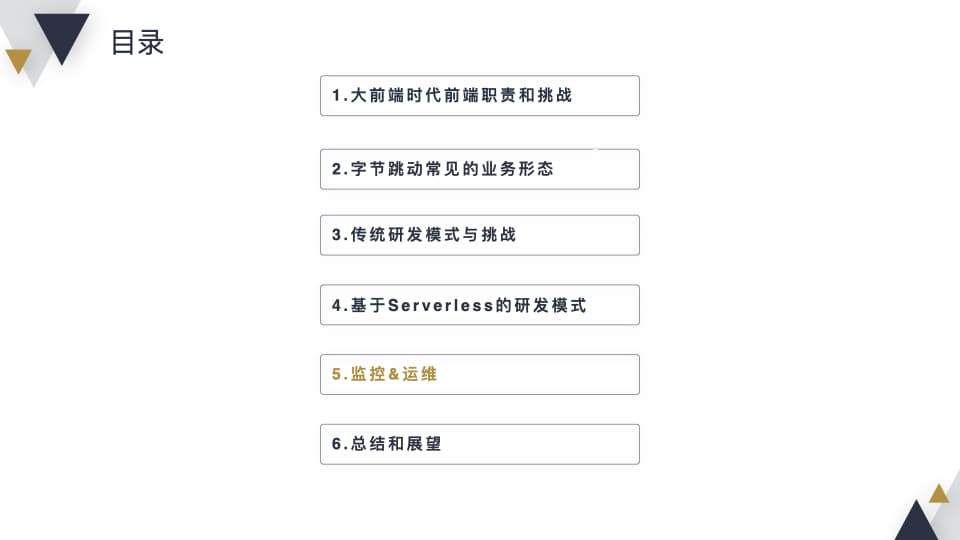 目录
1.大前端时代前端职责和挑战
2.字节跳动常见的业务形态
3.传统研发模式与挑战
4.基于Serverless的研发模式
5.监控&运维
6.总结和展望